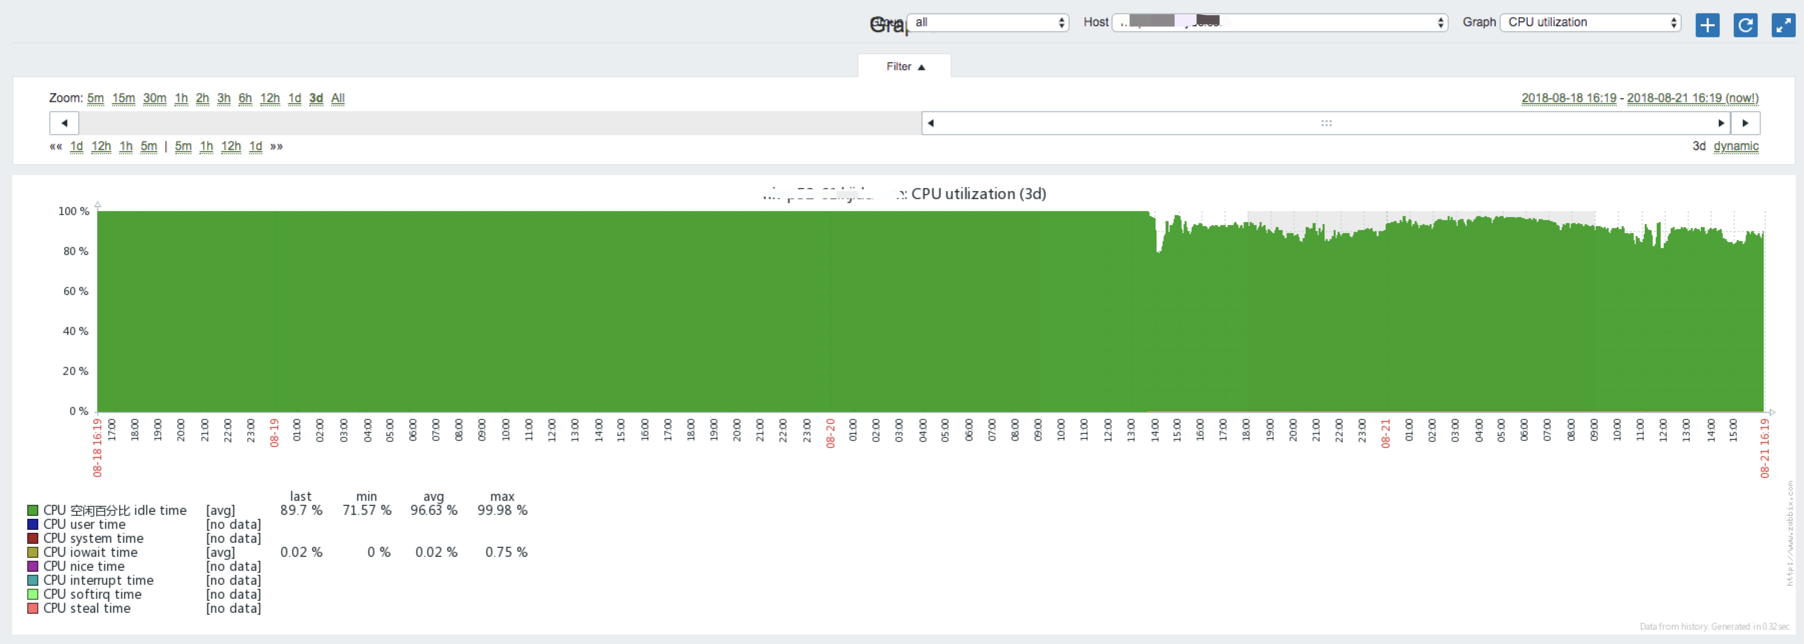 all Host Graph CPU utilization
Filter ▲
Zoom: 5m 15m 30m 1h 2h 3h 6h 12h 1d 3d All 2018-08-18 16:19 - 2018-08-21 16:19 (now!)
«« 1d 12h 1h 5m | 5m 1h 12h 1d »» 3d dynamic
: CPU utilization (3d)
100 %
80 %
60 %
40 %
20 %
0 %
08-18 16:19 17:00 18:00 19:00 20:00 21:00 22:00 23:00 08-19 01:00 02:00 03:00 04:00 05:00 06:00 07:00 08:00 09:00 10:00 11:00 12:00 13:00 14:00 15:00 16:00 17:00 18:00 19:00 20:00 21:00 22:00 23:00 08-20 01:00 02:00 03:00 04:00 05:00 06:00 07:00 08:00 09:00 10:00 11:00 12:00 13:00 14:00 15:00 16:00 17:00 18:00 19:00 20:00 21:00 22:00 23:00 08-21 01:00 02:00 03:00 04:00 05:00 06:00 07:00 08:00 09:00 10:00 11:00 12:00 13:00 14:00 15:00 08-21 16:19
last min avg max
CPU 空闲百分比 idle time [avg] 89.7 % 71.57 % 96.63 % 99.98 %
CPU user time [no data]
CPU system time [no data]
CPU iowait time [avg] 0.02 % 0 % 0.02 % 0.75 %
CPU nice time [no data]
CPU interrupt time [no data]
CPU softirq time [no data]
CPU steal time [no data]
http://www.zabbix.com
Data from history. Generated in 0.32 sec.